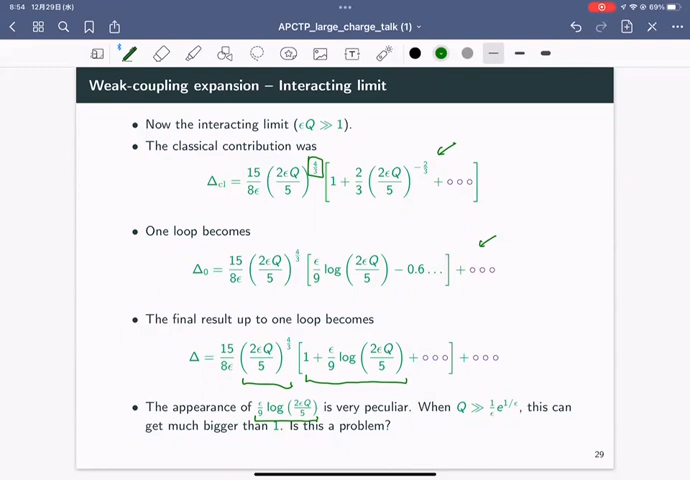 8:54 12月29日(水)
69%
APCTP_large_charge_talk (1)
Weak-coupling expansion – Interacting limit
• Now the interacting limit (ϵQ ≫ 1).
• The classical contribution was
Δ_cl = 15/8ϵ (2ϵQ/5)^{4/3} [1 + 2/3 (2ϵQ/5)^{-2/3} + ∘∘∘]
• One loop becomes
Δ_0 = 15/8ϵ (2ϵQ/5)^{4/3} [ϵ/9 log (2ϵQ/5) − 0.6 . . .] + ∘∘∘
• The final result up to one loop becomes
Δ = 15/8ϵ (2ϵQ/5)^{4/3} [1 + ϵ/9 log (2ϵQ/5) + ∘∘∘] + ∘∘∘
• The appearance of ϵ/9 log (2ϵQ/5) is very peculiar. When Q ≫ 1/ϵ e^{1/ϵ}, this can
get much bigger than 1. Is this a problem?
29